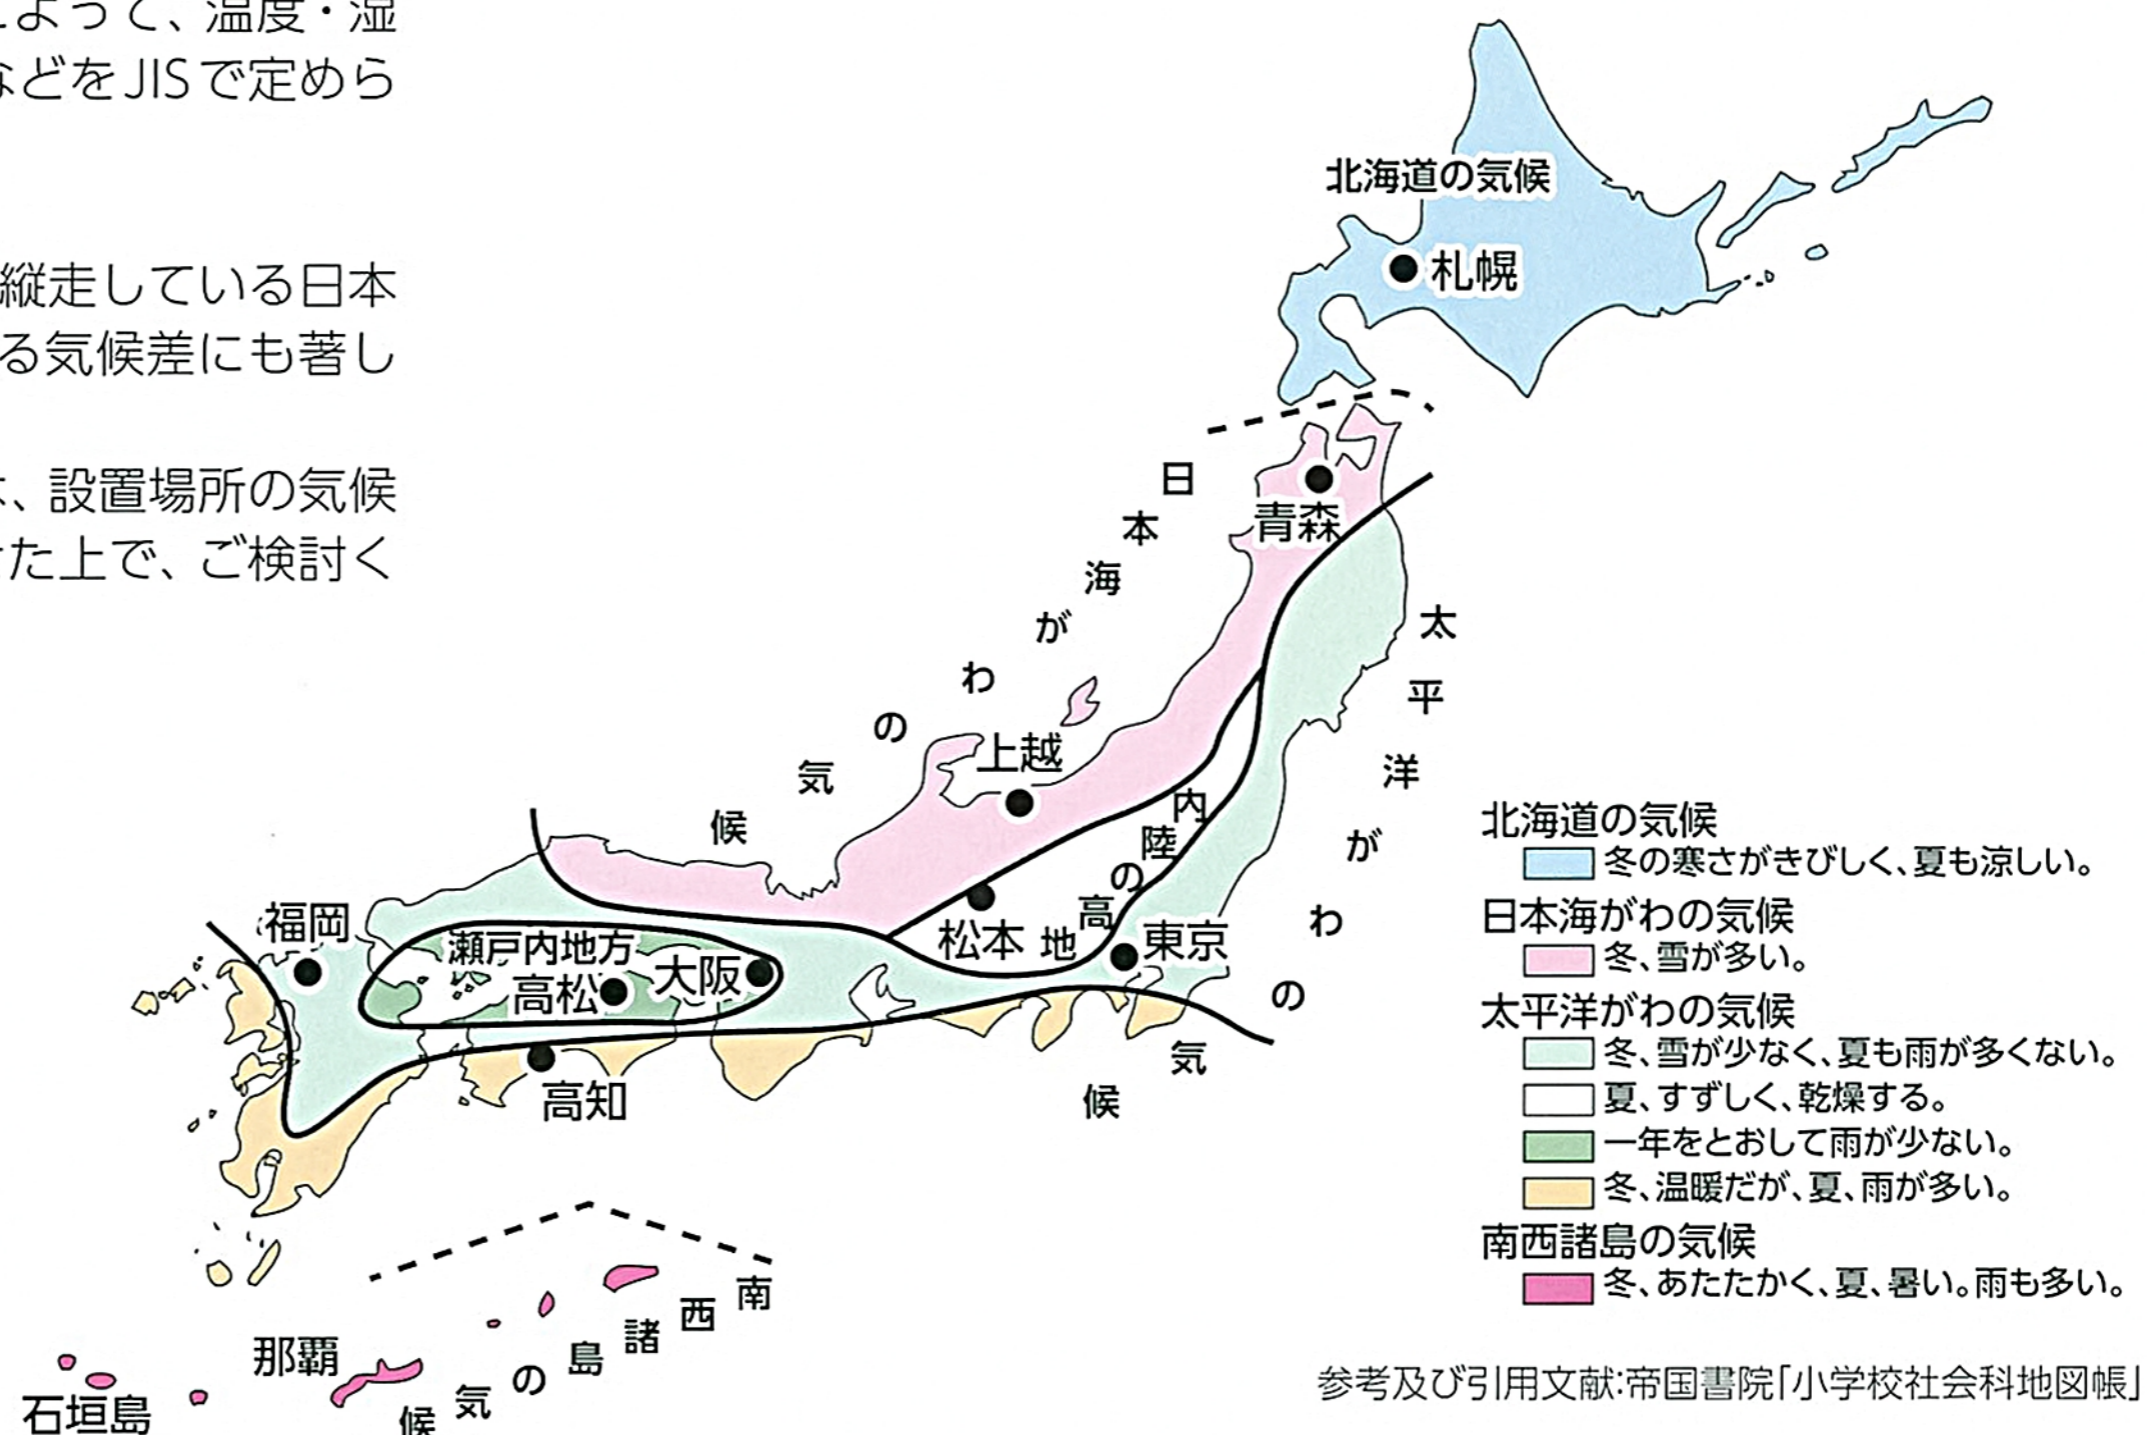 によって、温度・湿
などをJISで定めら
縦走している日本
る気候差にも著し
、設置場所の気候
た上で、ご検討く
北海道の気候
札幌
青森
日本海がわの気候
上越
太平洋がわの気候
内陸の高地
松本
東京
福岡
瀬戸内地方
高松
大阪
高知
南西諸島の気候
那覇
石垣島
北海道の気候
冬の寒さがきびしく、夏も涼しい。
日本海がわの気候
冬、雪が多い。
太平洋がわの気候
冬、雪が少なく、夏も雨が多くない。
夏、すずしく、乾燥する。
一年をとおして雨が少ない。
冬、温暖だが、夏、雨が多い。
南西諸島の気候
冬、あたたかく、夏、暑い。雨も多い。
参考及び引用文献:帝国書院「小学校社会科地図帳」